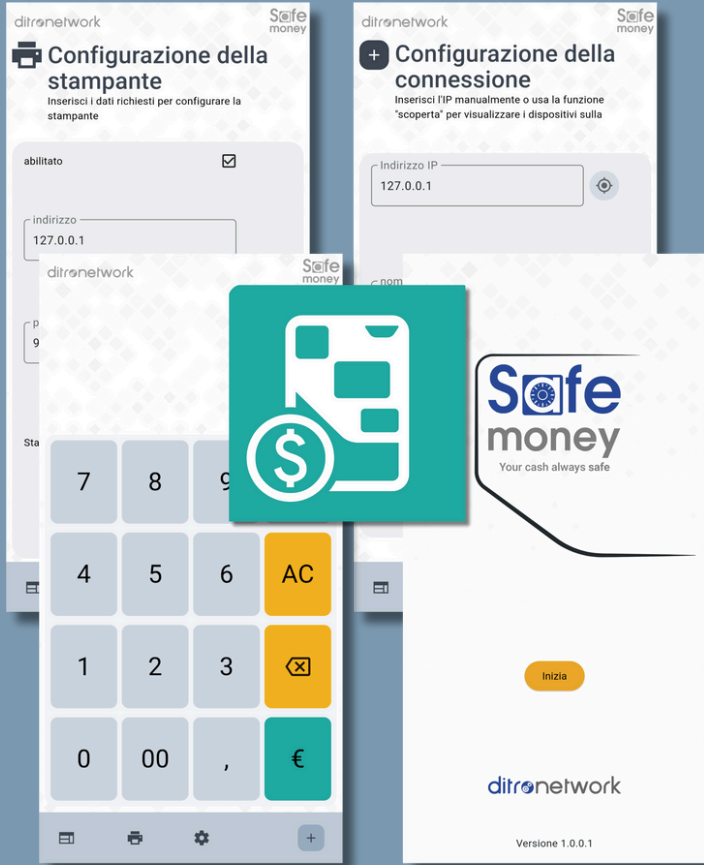 ditronetwork
Safe
money
Configurazione della
stampante
Inserisci i dati richiesti per configurare la
stampante
abilitato
indirizzo
127.0.0.1
ditronetwork
Safe
money
Configurazione della
connessione
Inserisci l'IP manualmente o usa la funzione
"scoperta" per visualizzare i dispositivi sulla
Indirizzo IP
127.0.0.1
ditronetwork
Safe
money
7 8 9
4 5 6 AC
1 2 3
0 00 , €
+
$
Safe
money
Your cash always safe
Inizia
ditronetwork
Versione 1.0.0.1